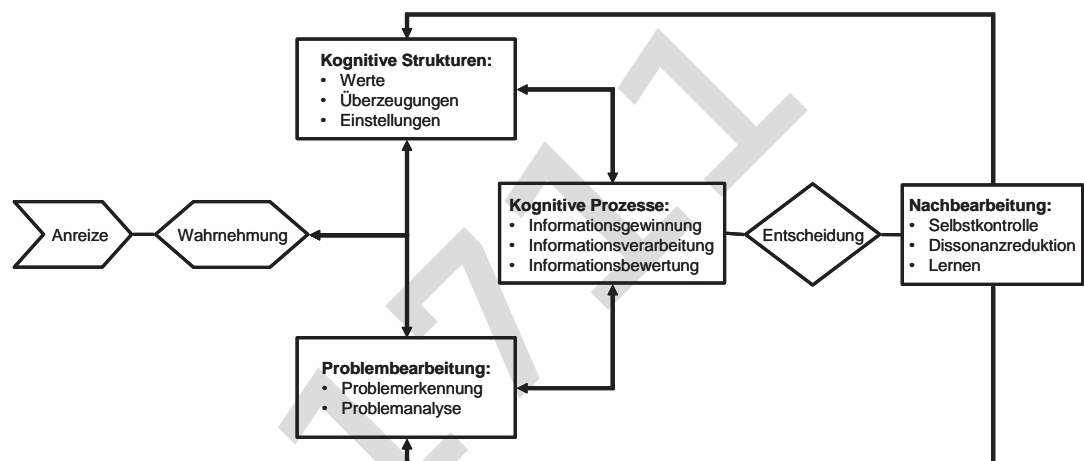 Kognitive Strukturen:
• Werte
• Überzeugungen
• Einstellungen
Anreize
Wahrnehmung
Kognitive Prozesse:
• Informationsgewinnung
• Informationsverarbeitung
• Informationsbewertung
Entscheidung
Nachbearbeitung:
• Selbstkontrolle
• Dissonanzreduktion
• Lernen
Problembearbeitung:
• Problemerkennung
• Problemanalyse
1711